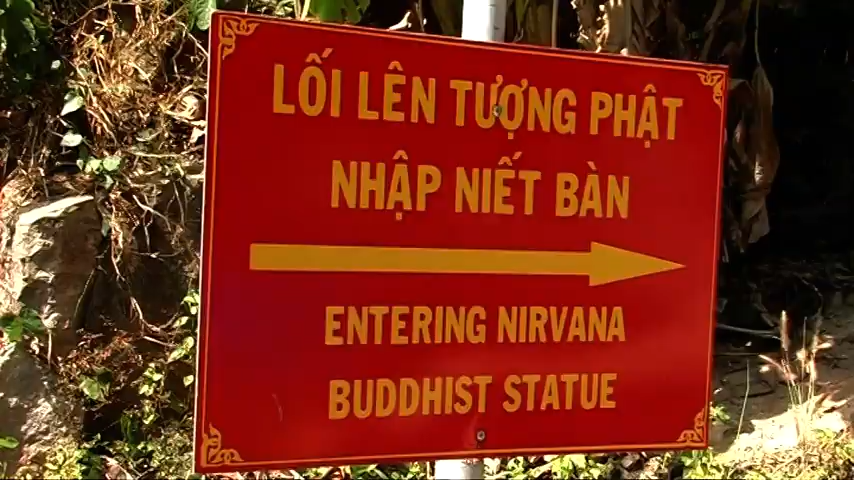 LỐI LÊN TƯỢNG PHẬT
NHẬP NIẾT BÀN
ENTERING NIRVANA
BUDDHIST STATUE